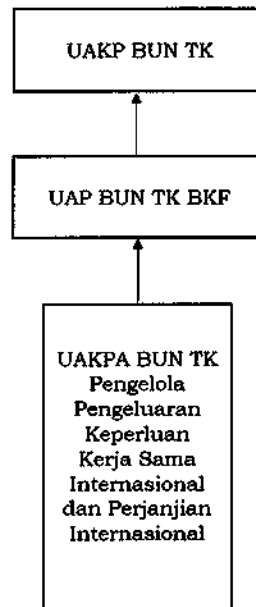 UAKP BUN TK
UAP BUN TK BKF
UAKPA BUN TK
Pengelola
Pengeluaran
Keperluan
Kerja Sama
Internasional
dan Perjanjian
Internasional